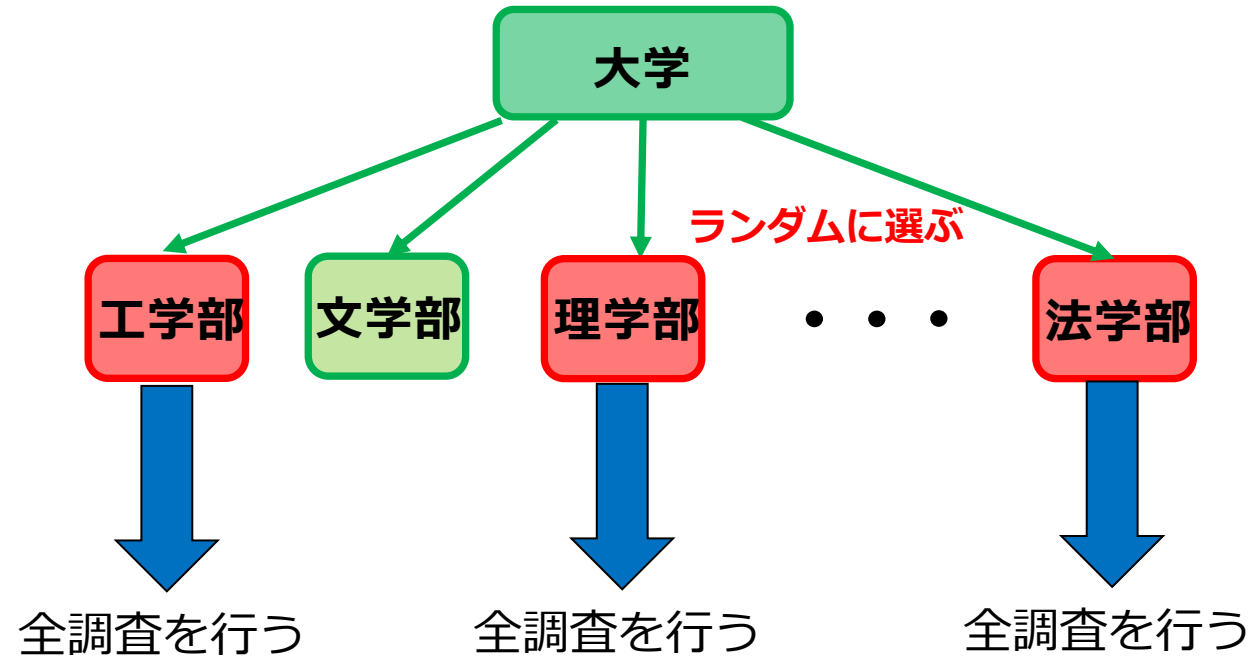 大学
ランダムに選ぶ
工学部
文学部
理学部
・・・
法学部
全調査を行う
全調査を行う
全調査を行う